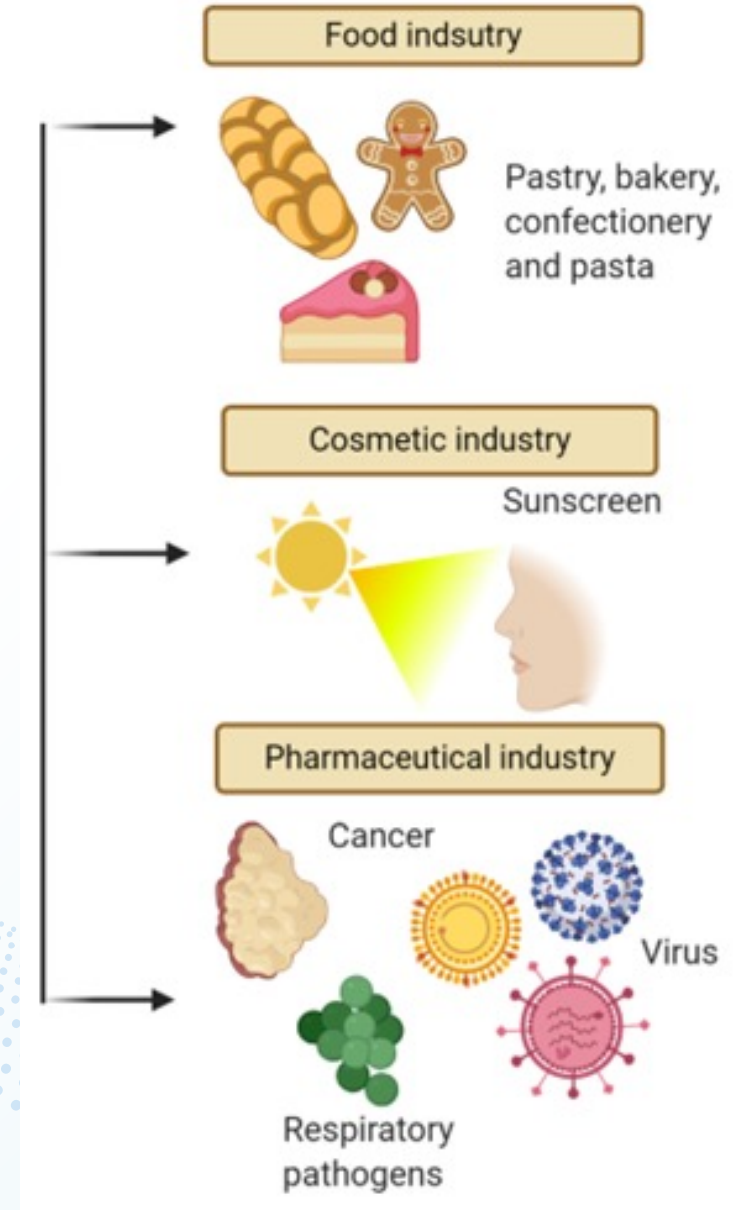 Food indsutry
Pastry, bakery,
confectionery
and pasta
Cosmetic industry
Sunscreen
Pharmaceutical industry
Cancer
Virus
Respiratory
pathogens